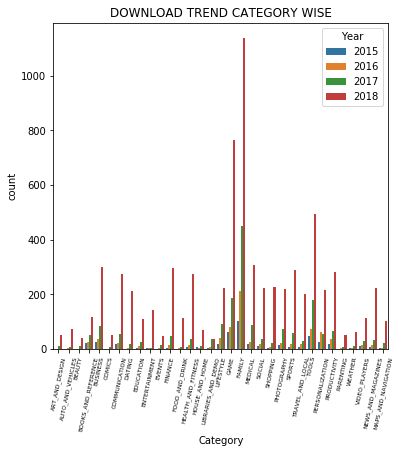 DOWNLOAD TREND CATEGORY WISE
Year
2015
2016
2017
2018
count
1000
800
600
400
200
0
ART_AND_DESIGN
AUTO_AND_VEHICLES
BEAUTY
BOOKS_AND_REFERENCE
BUSINESS
COMICS
COMMUNICATION
DATING
EDUCATION
ENTERTAINMENT
EVENTS
FINANCE
FOOD_AND_DRINK
HEALTH_AND_FITNESS
HOUSE_AND_HOME
LIBRARIES_AND_DEMO
LIFESTYLE
GAME
FAMILY
MEDICAL
SOCIAL
SHOPPING
PHOTOGRAPHY
SPORTS
TRAVEL_AND_LOCAL
TOOLS
PERSONALIZATION
PRODUCTIVITY
PARENTING
WEATHER
VIDEO_PLAYERS
NEWS_AND_MAGAZINES
MAPS_AND_NAVIGATION
Category